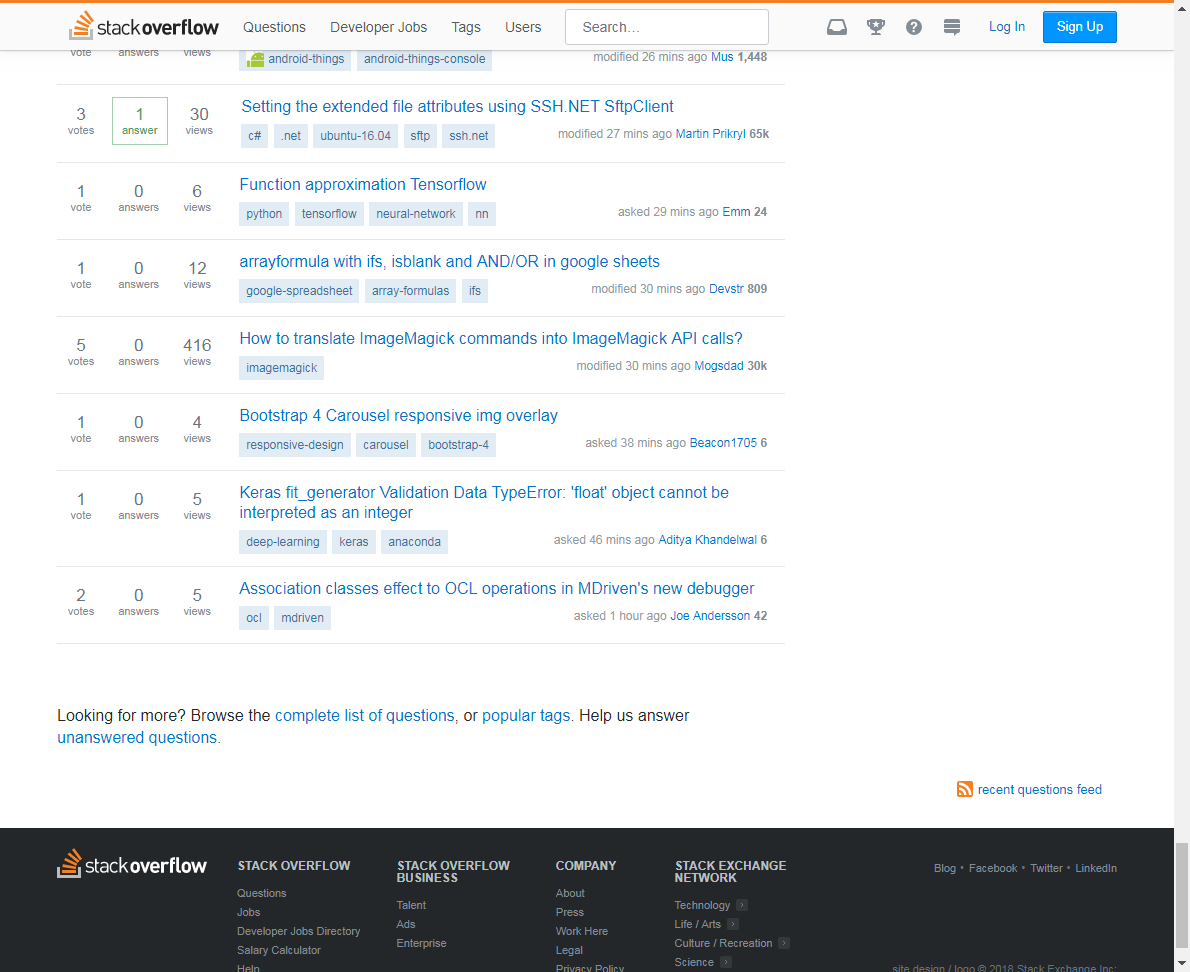 stack overflow Questions Developer Jobs Tags Users Search... Log In Sign Up
vote answers views android-things android-things-console modified 26 mins ago Mus 1,448
Setting the extended file attributes using SSH.NET SftpClient
3 votes 1 answer 30 views
c# .net ubuntu-16.04 sftp ssh.net modified 27 mins ago Martin Prikryl 65k
Function approximation Tensorflow
1 vote 0 answers 6 views
python tensorflow neural-network nn asked 29 mins ago Emm 24
arrayformula with ifs, isblank and AND/OR in google sheets
1 vote 0 answers 12 views
google-spreadsheet array-formulas ifs modified 30 mins ago Devstr 809
How to translate ImageMagick commands into ImageMagick API calls?
5 votes 0 answers 416 views
imagemagick modified 30 mins ago Mogsdad 30k
Bootstrap 4 Carousel responsive img overlay
1 vote 0 answers 4 views
responsive-design carousel bootstrap-4 asked 38 mins ago Beacon1705 6
Keras fit_generator Validation Data TypeError: 'float' object cannot be
interpreted as an integer
1 vote 0 answers 5 views
deep-learning keras anaconda asked 46 mins ago Aditya Khandelwal 6
Association classes effect to OCL operations in MDriven's new debugger
2 votes 0 answers 5 views
ocl mdriven asked 1 hour ago Joe Andersson 42
Looking for more? Browse the complete list of questions, or popular tags. Help us answer
unanswered questions.
recent questions feed
stack overflow
STACK OVERFLOW
Questions
Jobs
Developer Jobs Directory
Salary Calculator
Help
STACK OVERFLOW
BUSINESS
Talent
Ads
Enterprise
COMPANY
About
Press
Work Here
Legal
Privacy Policy
STACK EXCHANGE
NETWORK
Technology
Life / Arts
Culture / Recreation
Science
Blog • Facebook • Twitter • LinkedIn
site design / logo © 2018 Stack Exchange Inc;